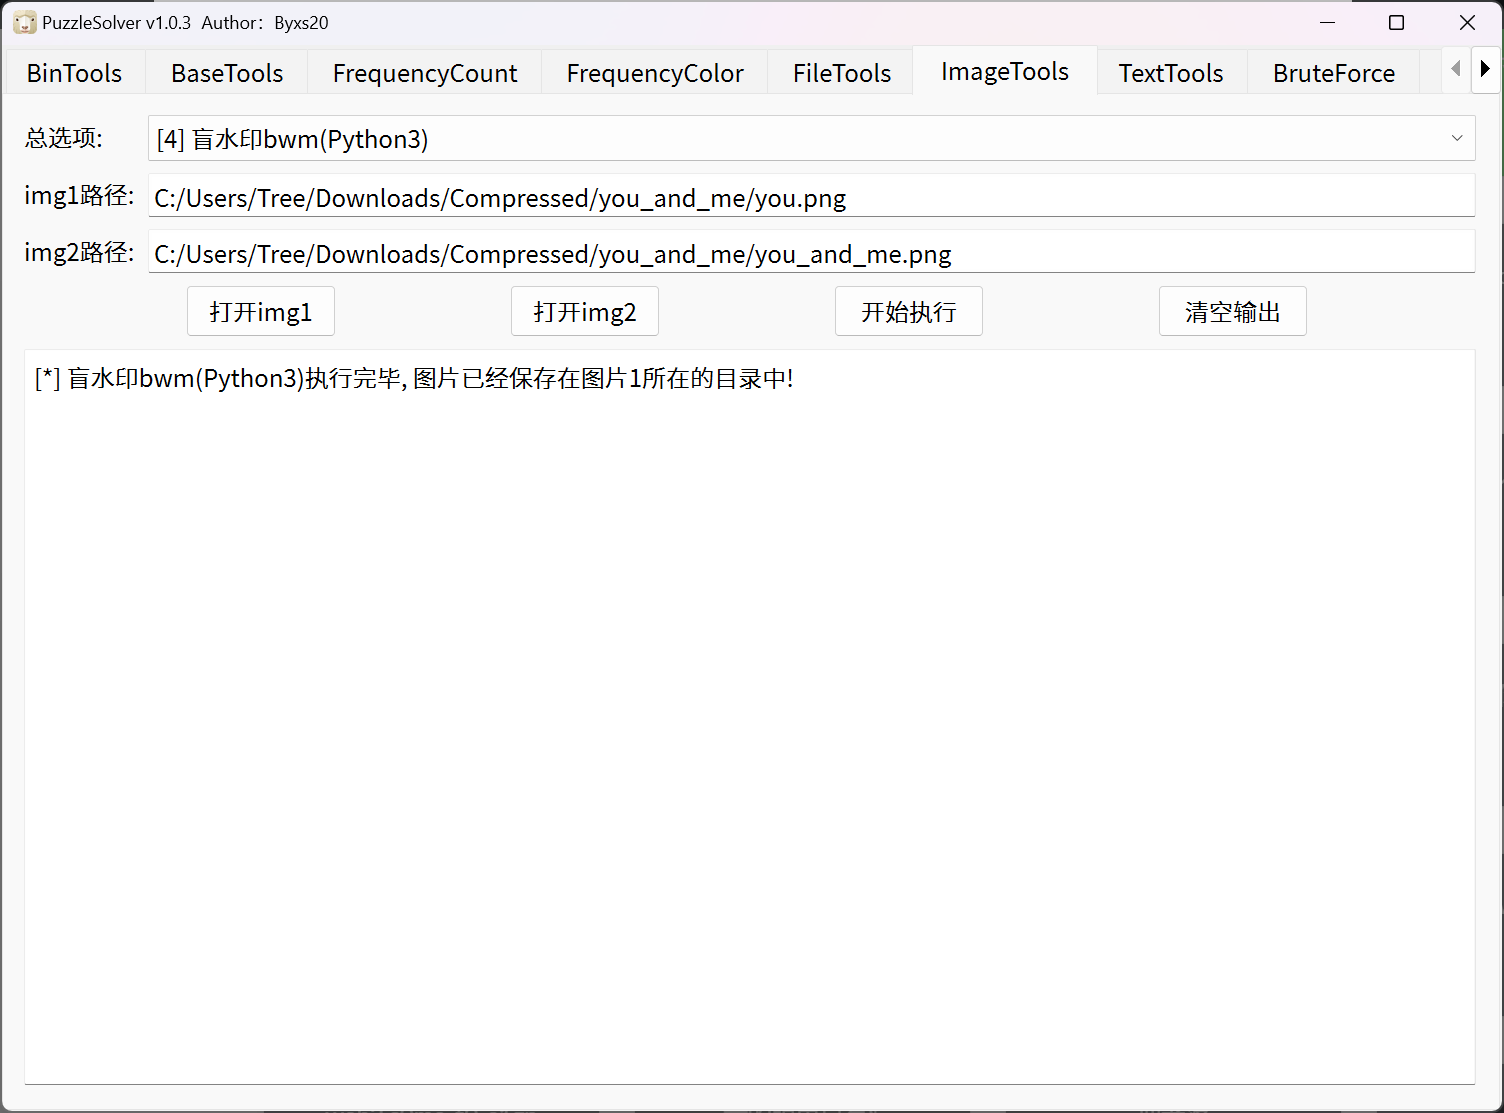 PuzzleSolver v1.0.3 Author：Byxs20
BinTools BaseTools FrequencyCount FrequencyColor FileTools ImageTools TextTools BruteForce
总选项: [4] 盲水印bwm(Python3)
img1路径: C:/Users/Tree/Downloads/Compressed/you_and_me/you.png
img2路径: C:/Users/Tree/Downloads/Compressed/you_and_me/you_and_me.png
打开img1 打开img2 开始执行 清空输出
[*] 盲水印bwm(Python3)执行完毕, 图片已经保存在图片1所在的目录中!